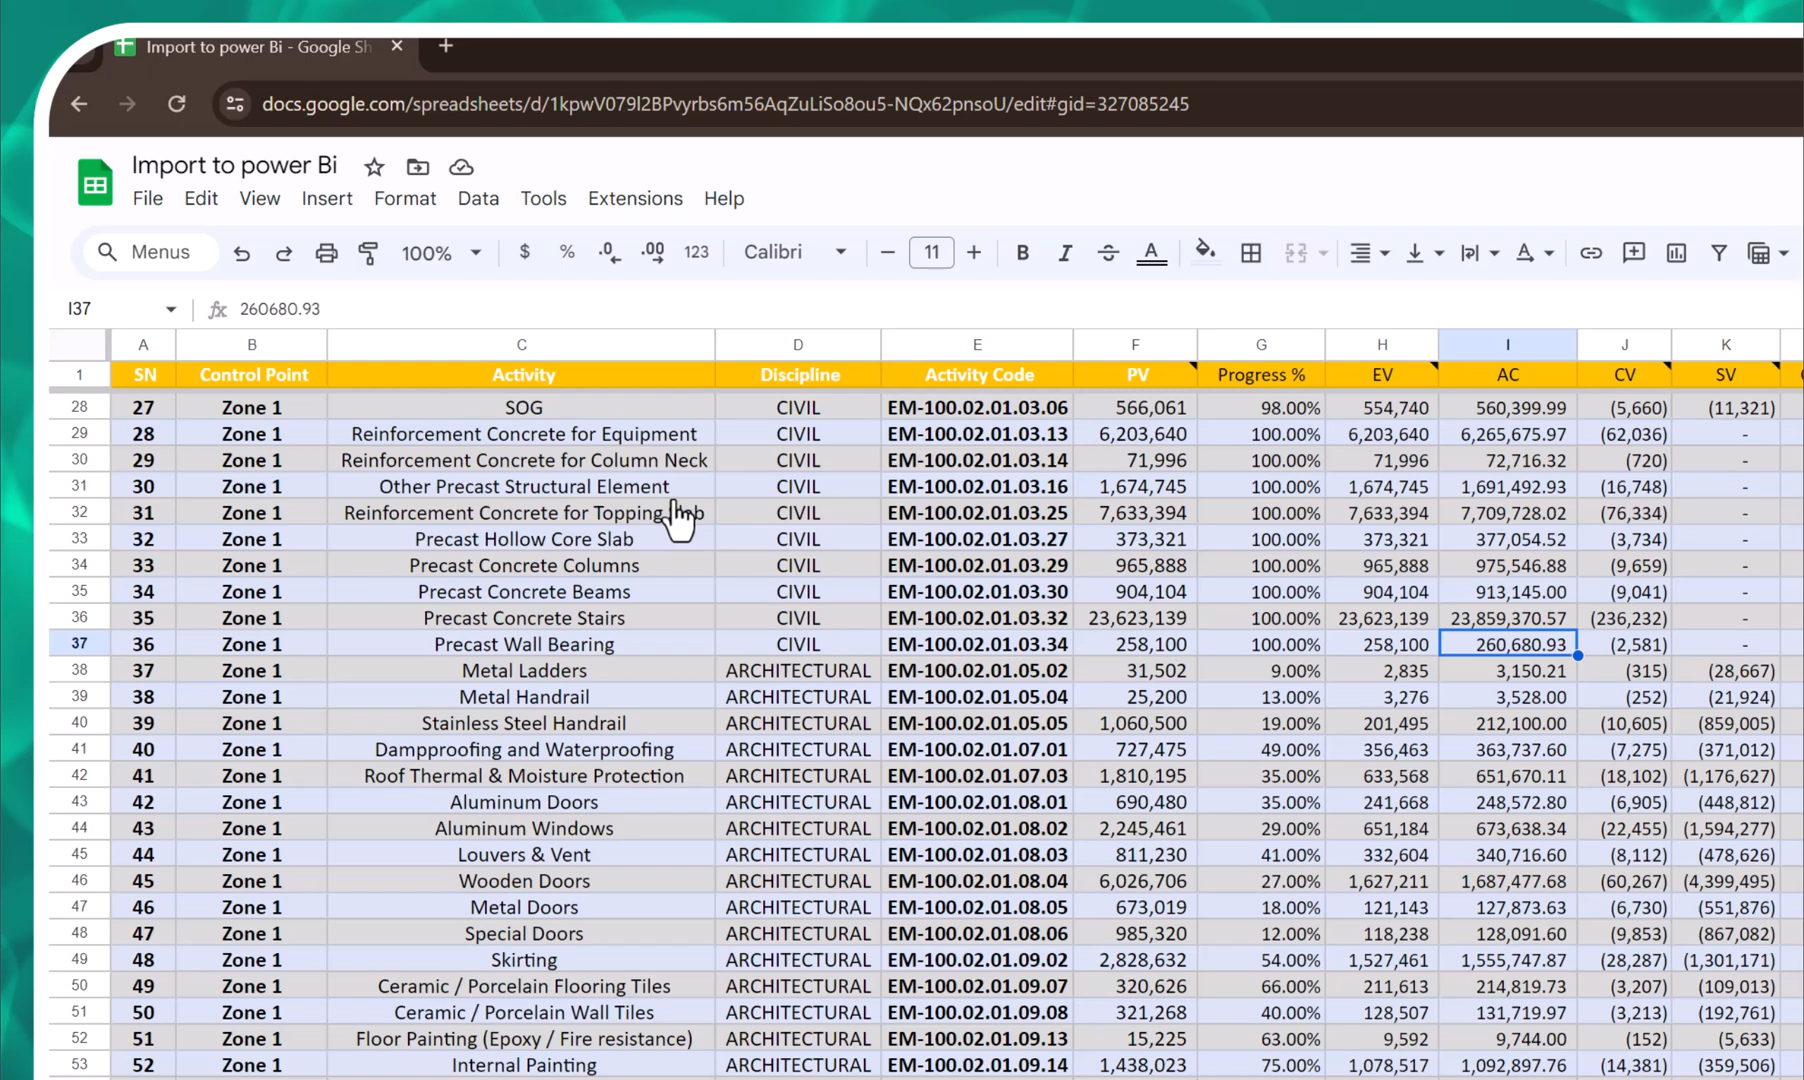 Import to power Bi - Google Sh
docs.google.com/spreadsheets/d/1kpwV079l2BPvyrbs6m56AqZuLiSo8ou5-NQx62pnsoU/edit#gid=327085245
Import to power Bi
File Edit View Insert Format Data Tools Extensions Help
Menus 100% $ % .0 .00 123 Calibri 11 B I S A
I37 fx 260680.93
A B C D E F G H I J K
1 SN Control Point Activity Discipline Activity Code PV Progress % EV AC CV SV
28 27 Zone 1 SOG CIVIL EM-100.02.01.03.06 566,061 98.00% 554,740 560,399.99 (5,660) (11,321)
29 28 Zone 1 Reinforcement Concrete for Equipment CIVIL EM-100.02.01.03.13 6,203,640 100.00% 6,203,640 6,265,675.97 (62,036) -
30 29 Zone 1 Reinforcement Concrete for Column Neck CIVIL EM-100.02.01.03.14 71,996 100.00% 71,996 72,716.32 (720) -
31 30 Zone 1 Other Precast Structural Element CIVIL EM-100.02.01.03.16 1,674,745 100.00% 1,674,745 1,691,492.93 (16,748) -
32 31 Zone 1 Reinforcement Concrete for Topping CIVIL EM-100.02.01.03.25 7,633,394 100.00% 7,633,394 7,709,728.02 (76,334) -
33 32 Zone 1 Precast Hollow Core Slab CIVIL EM-100.02.01.03.27 373,321 100.00% 373,321 377,054.52 (3,734) -
34 33 Zone 1 Precast Concrete Columns CIVIL EM-100.02.01.03.29 965,888 100.00% 965,888 975,546.88 (9,659) -
35 34 Zone 1 Precast Concrete Beams CIVIL EM-100.02.01.03.30 904,104 100.00% 904,104 913,145.00 (9,041) -
36 35 Zone 1 Precast Concrete Stairs CIVIL EM-100.02.01.03.32 23,623,139 100.00% 23,623,139 23,859,370.57 (236,232) -
37 36 Zone 1 Precast Wall Bearing CIVIL EM-100.02.01.03.34 258,100 100.00% 258,100 260,680.93 (2,581) -
38 37 Zone 1 Metal Ladders ARCHITECTURAL EM-100.02.01.05.02 31,502 9.00% 2,835 3,150.21 (315) (28,667)
39 38 Zone 1 Metal Handrail ARCHITECTURAL EM-100.02.01.05.04 25,200 13.00% 3,276 3,528.00 (252) (21,924)
40 39 Zone 1 Stainless Steel Handrail ARCHITECTURAL EM-100.02.01.05.05 1,060,500 19.00% 201,495 212,100.00 (10,605) (859,005)
41 40 Zone 1 Dampproofing and Waterproofing ARCHITECTURAL EM-100.02.01.07.01 727,475 49.00% 356,463 363,737.60 (7,275) (371,012)
42 41 Zone 1 Roof Thermal & Moisture Protection ARCHITECTURAL EM-100.02.01.07.03 1,810,195 35.00% 633,568 651,670.11 (18,102) (1,176,627)
43 42 Zone 1 Aluminum Doors ARCHITECTURAL EM-100.02.01.08.01 690,480 35.00% 241,668 248,572.80 (6,905) (448,812)
44 43 Zone 1 Aluminum Windows ARCHITECTURAL EM-100.02.01.08.02 2,245,461 29.00% 651,184 673,638.34 (22,455) (1,594,277)
45 44 Zone 1 Louvers & Vent ARCHITECTURAL EM-100.02.01.08.03 811,230 41.00% 332,604 340,716.60 (8,112) (478,626)
46 45 Zone 1 Wooden Doors ARCHITECTURAL EM-100.02.01.08.04 6,026,706 27.00% 1,627,211 1,687,477.68 (60,267) (4,399,495)
47 46 Zone 1 Metal Doors ARCHITECTURAL EM-100.02.01.08.05 673,019 18.00% 121,143 127,873.63 (6,730) (551,876)
48 47 Zone 1 Special Doors ARCHITECTURAL EM-100.02.01.08.06 985,320 12.00% 118,238 128,091.60 (9,853) (867,082)
49 48 Zone 1 Skirting ARCHITECTURAL EM-100.02.01.09.02 2,828,632 54.00% 1,527,461 1,555,747.87 (28,287) (1,301,171)
50 49 Zone 1 Ceramic / Porcelain Flooring Tiles ARCHITECTURAL EM-100.02.01.09.07 320,626 66.00% 211,613 214,819.73 (3,207) (109,013)
51 50 Zone 1 Ceramic / Porcelain Wall Tiles ARCHITECTURAL EM-100.02.01.09.08 321,268 40.00% 128,507 131,719.97 (3,213) (192,761)
52 51 Zone 1 Floor Painting (Epoxy / Fire resistance) ARCHITECTURAL EM-100.02.01.09.13 15,225 63.00% 9,592 9,744.00 (152) (5,633)
53 52 Zone 1 Internal Painting ARCHITECTURAL EM-100.02.01.09.14 1,438,023 75.00% 1,078,517 1,092,897.76 (14,381) (359,506)